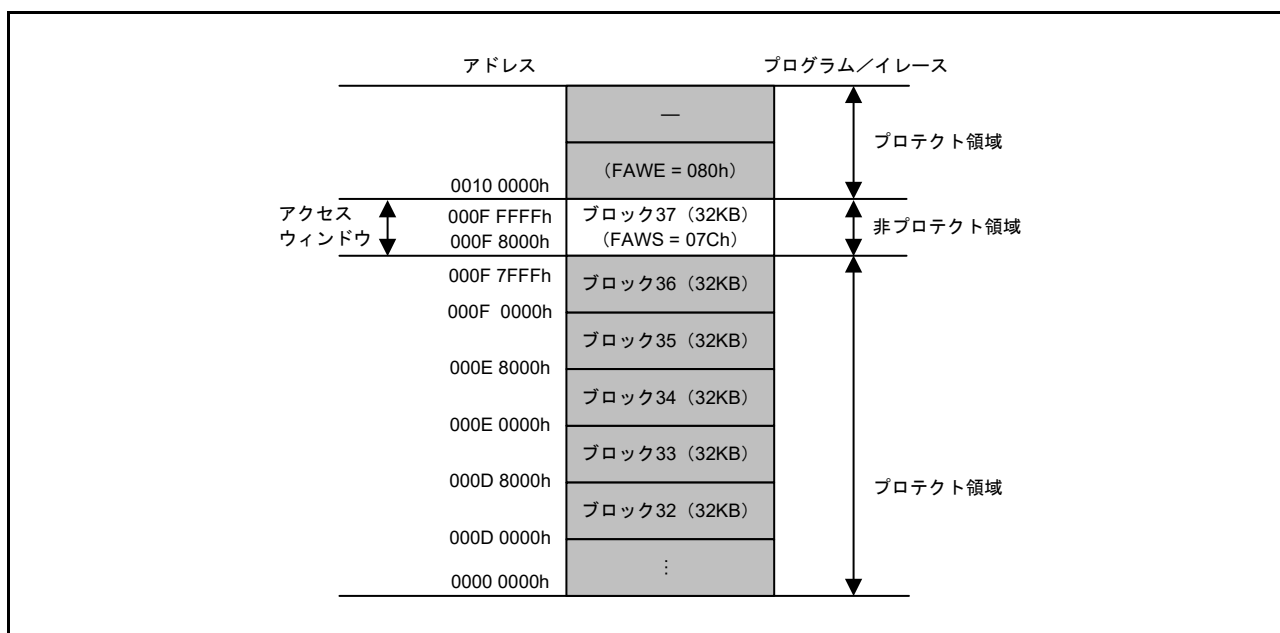 アドレス
プログラム／イレース
—
プロテクト領域
(FAWE = 080h)
0010 0000h
アクセス
ウィンドウ
000F FFFFh
ブロック37（32KB）
000F 8000h
(FAWS = 07Ch)
非プロテクト領域
000F 7FFFh
ブロック36（32KB）
000F 0000h
ブロック35（32KB）
000E 8000h
ブロック34（32KB）
000E 0000h
ブロック33（32KB）
000D 8000h
プロテクト領域
ブロック32（32KB）
000D 0000h
⋮
0000 0000h